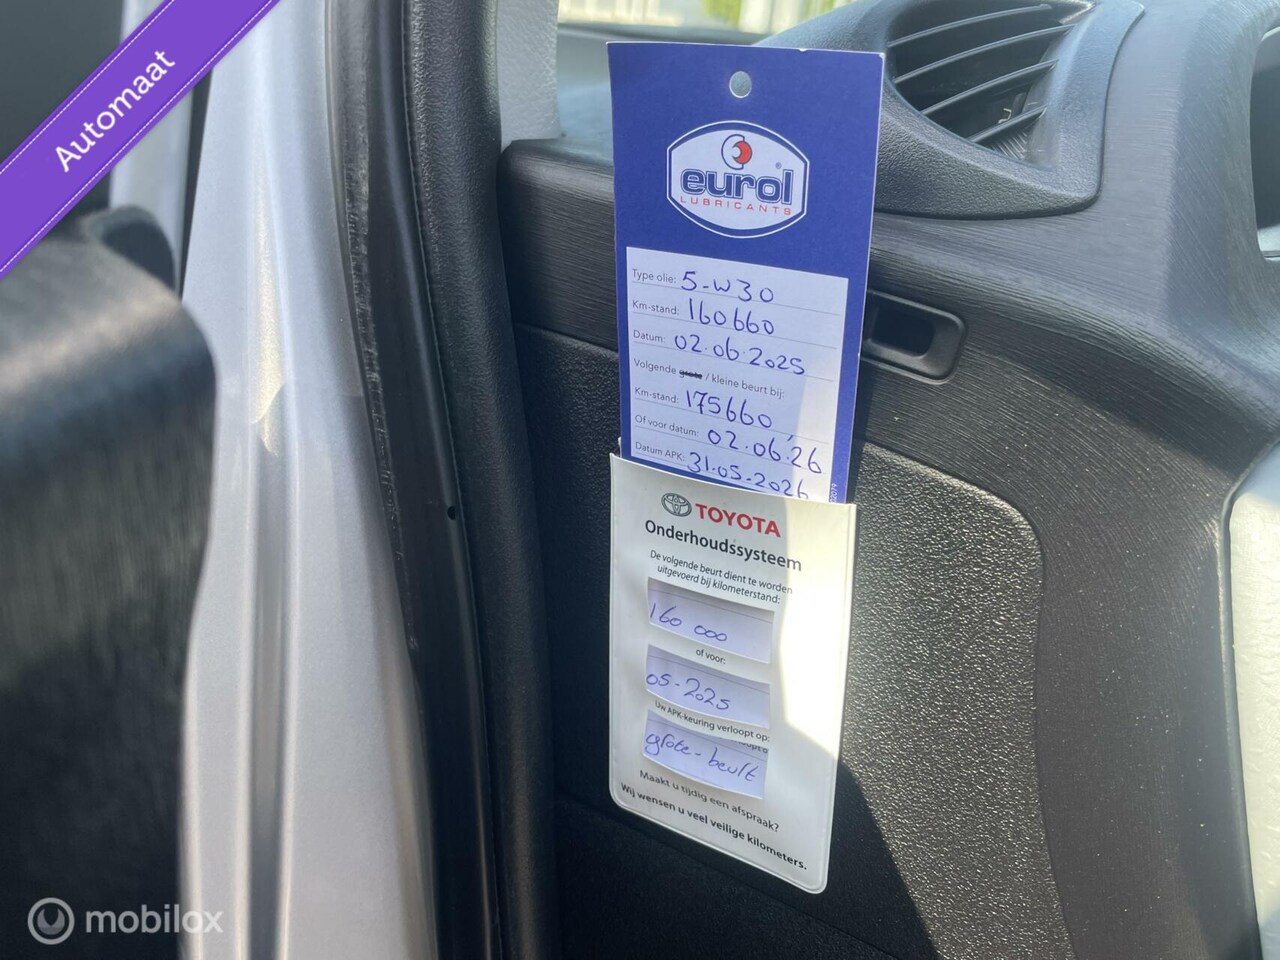 Automaat
eurol®
LUBRICANTS
Type olie: 5-W30
Km-stand: 160660
Datum: 02.06.2025
Volgende grote / kleine beurt bij:
Km-stand: 175660
Of voor datum: 02.06.'26
Datum APK: 31.05.2026
TOYOTA
Onderhoudssysteem
De volgende beurt dient te worden
uitgevoerd bij kilometerstand:
160 000
of voor:
05-2025
Uw APK-keuring verloopt op:
grote-beurt
Maakt u tijdig een afspraak?
Wij wensen u veel veilige kilometers.
mobilox